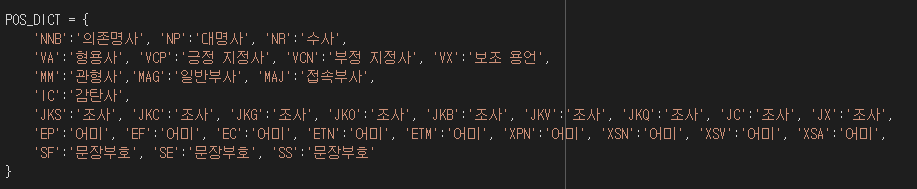 POS_DICT = {
'NNB':'의존명사', 'NP':'대명사', 'NR':'수사',
'VA':'형용사', 'VCP':'긍정 지정사', 'VCN':'부정 지정사', 'VX':'보조 용언',
'MM':'관형사','MAG':'일반부사', 'MAJ':'접속부사',
'IC':'감탄사',
'JKS':'조사', 'JKC':'조사', 'JKG':'조사', 'JKO':'조사', 'JKB':'조사', 'JKV':'조사', 'JKQ':'조사', 'JC':'조사', 'JX':'조사',
'EP':'어미', 'EF':'어미', 'EC':'어미', 'ETN':'어미', 'ETM':'어미', 'XPN':'어미', 'XSN':'어미', 'XSV':'어미', 'XSA':'어미',
'SF':'문장부호', 'SE':'문장부호', 'SS':'문장부호'
}